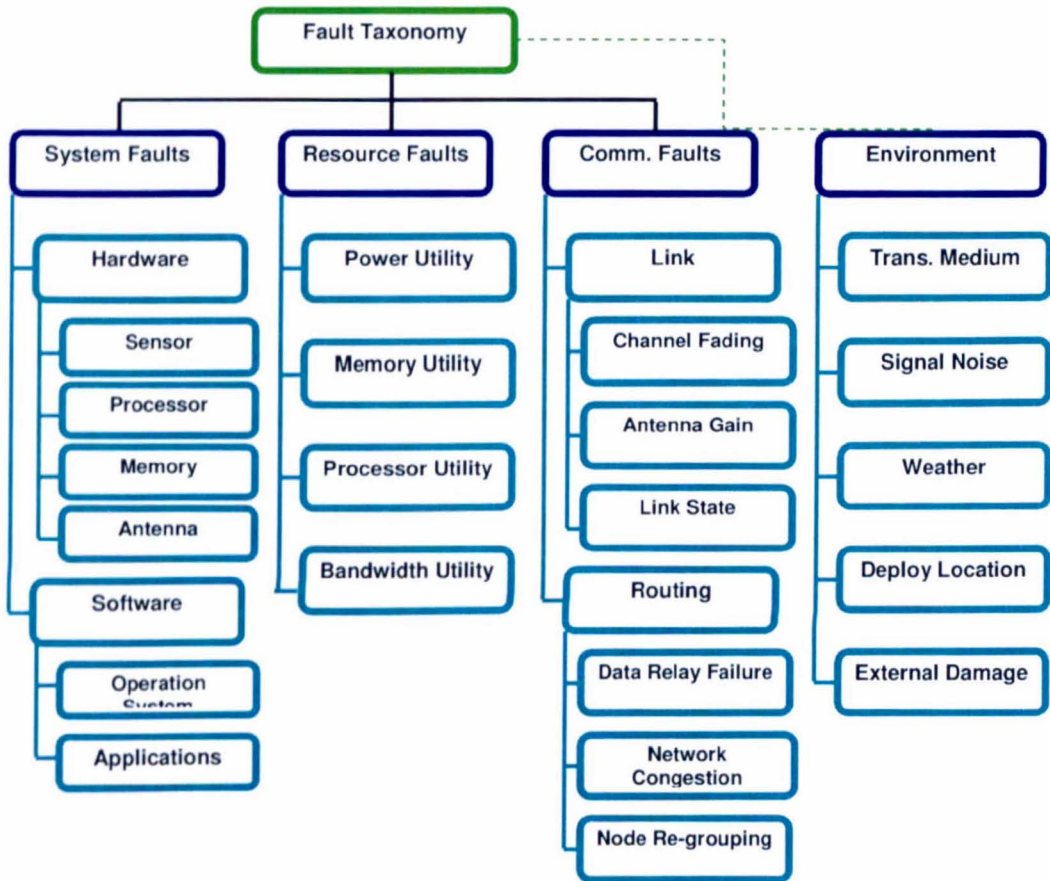 Fault Taxonomy
System Faults
Resource Faults
Comm. Faults
Environment
Hardware
Sensor
Processor
Memory
Antenna
Software
Operation
System
Applications
Power Utility
Memory Utility
Processor Utility
Bandwidth Utility
Link
Channel Fading
Antenna Gain
Link State
Routing
Data Relay Failure
Network
Congestion
Node Re-grouping
Trans. Medium
Signal Noise
Weather
Deploy Location
External Damage